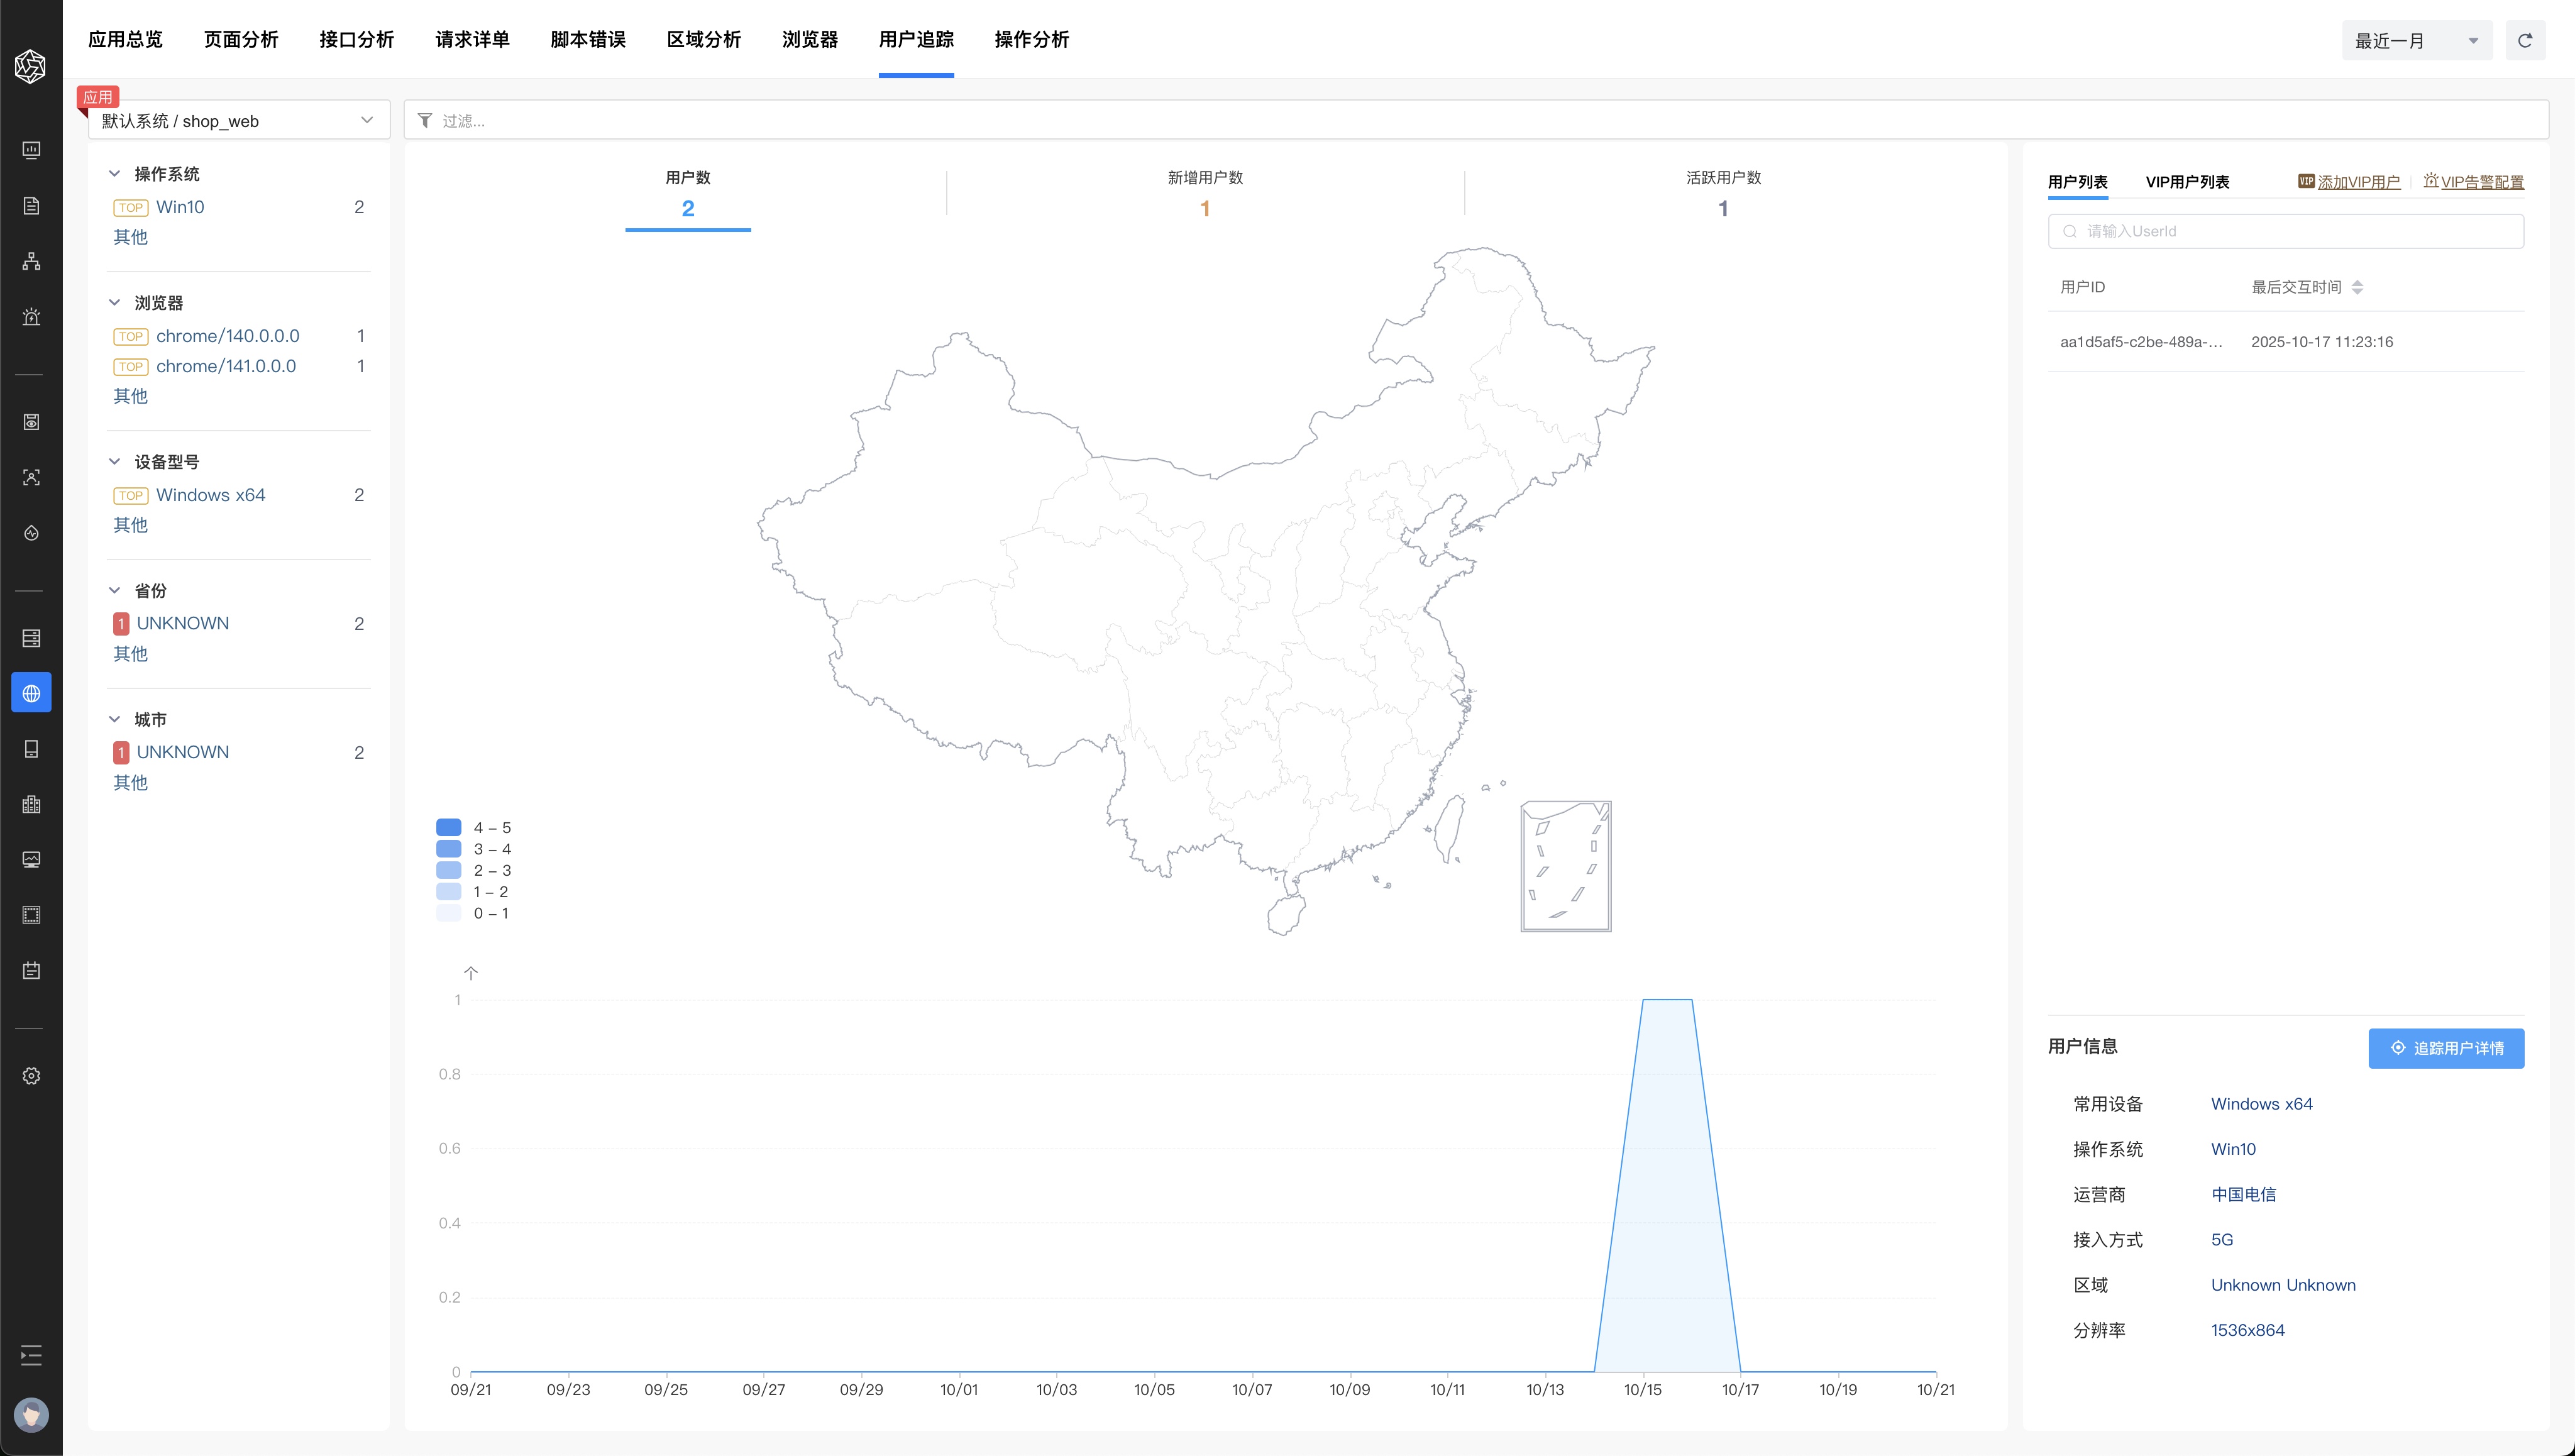 应用总览 页面分析 接口分析 请求详单 脚本错误 区域分析 浏览器 用户追踪 操作分析
最近一月
应用
默认系统 / shop_web
过滤...
操作系统
TOP Win10 2
其他
浏览器
TOP chrome/140.0.0.0 1
TOP chrome/141.0.0.0 1
其他
设备型号
TOP Windows x64 2
其他
省份
1 UNKNOWN 2
其他
城市
1 UNKNOWN 2
其他
用户数 新增用户数 活跃用户数
2 1 1
4 – 5
3 – 4
2 – 3
1 – 2
0 – 1
个
1
0.8
0.6
0.4
0.2
0
09/21 09/23 09/25 09/27 09/29 10/01 10/03 10/05 10/07 10/09 10/11 10/13 10/15 10/17 10/19 10/21
用户列表 VIP用户列表 VIP 添加VIP用户 VIP告警配置
请输入UserId
用户ID 最后交互时间
aa1d5af5-c2be-489a-... 2025-10-17 11:23:16
用户信息 追踪用户详情
常用设备 Windows x64
操作系统 Win10
运营商 中国电信
接入方式 5G
区域 Unknown Unknown
分辨率 1536x864